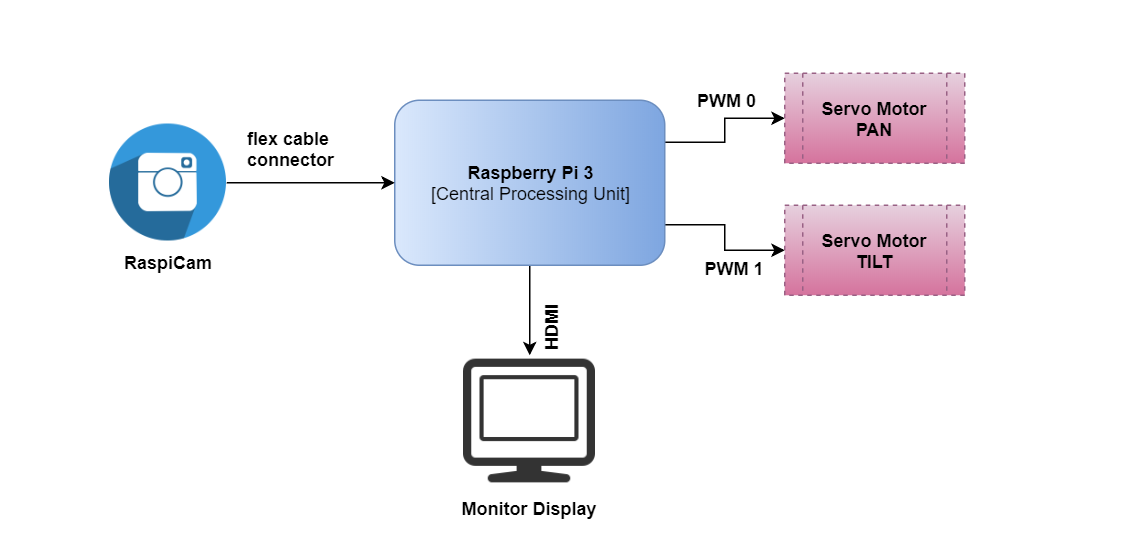 flex cable
connector
RaspiCam
Raspberry Pi 3
[Central Processing Unit]
PWM 0
Servo Motor
PAN
PWM 1
Servo Motor
TILT
HDMI
Monitor Display